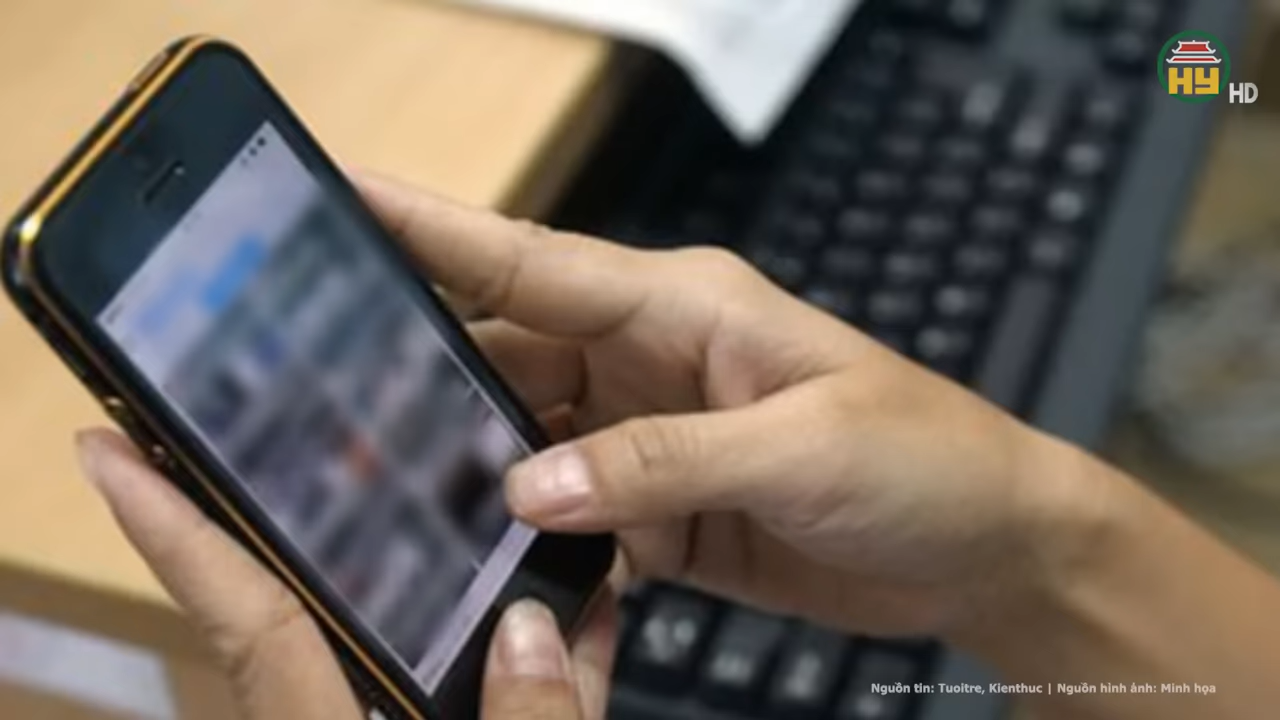 HY HD
Nguồn tin: Tuoitre, Kienthuc | Nguồn hình ảnh: Minh họa